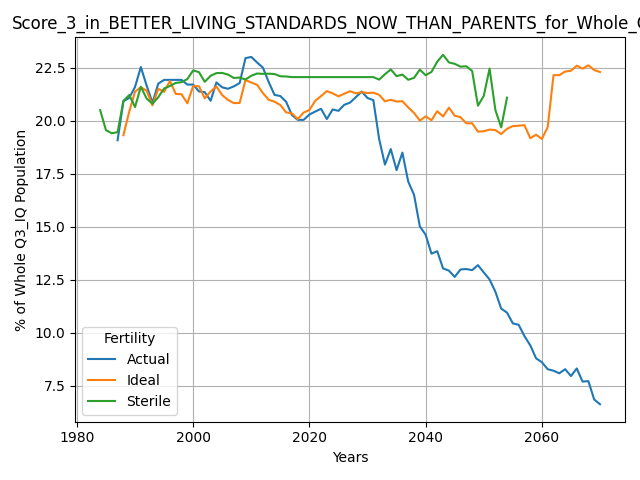 Score_3_in_BETTER_LIVING_STANDARDS_NOW_THAN_PARENTS_for_Whole_
% of Whole Q3_IQ Population
22.5
20.0
17.5
15.0
12.5
10.0
7.5
Fertility
Actual
Ideal
Sterile
1980
2000
2020
2040
2060
Years